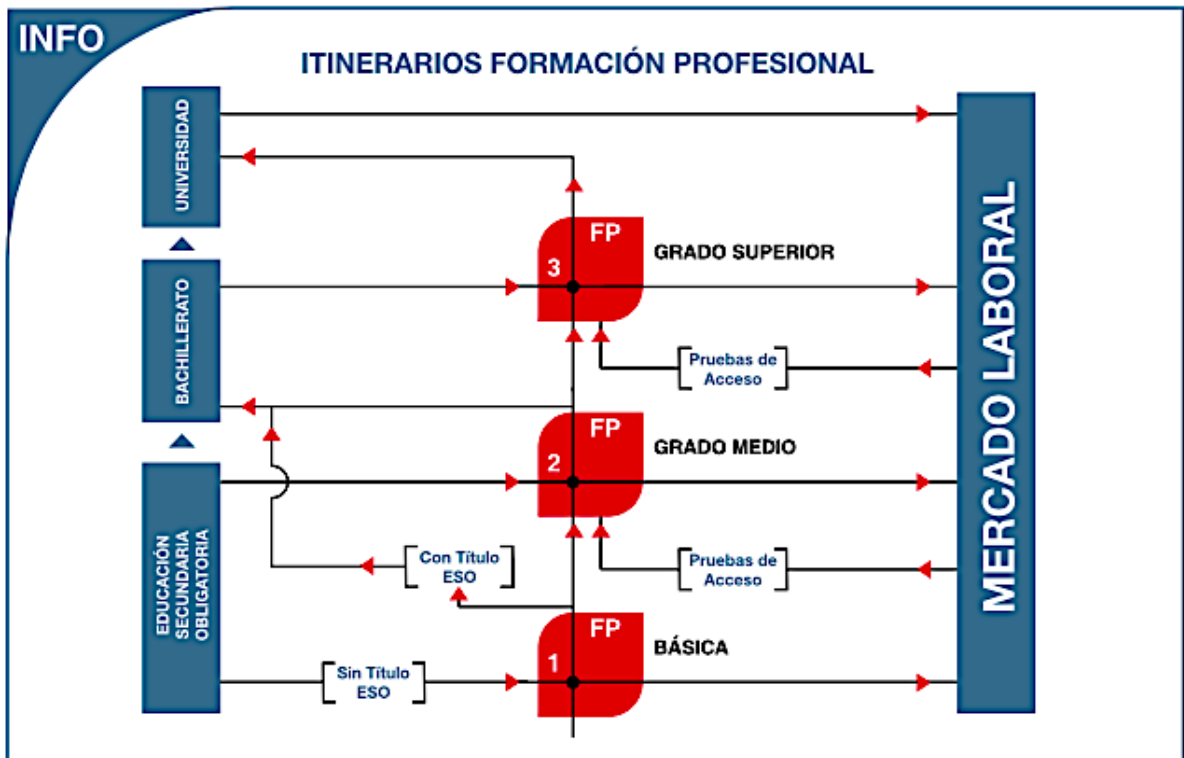 INFO
ITINERARIOS FORMACIÓN PROFESIONAL
UNIVERSIDAD
BACHILLERATO
EDUCACIÓN
SECUNDARIA
OBLIGATORIA
FP
3
GRADO SUPERIOR
Pruebas de
Acceso
FP
2
GRADO MEDIO
Con Título
ESO
Pruebas de
Acceso
FP
1
BÁSICA
Sin Título
ESO
MERCADO LABORAL